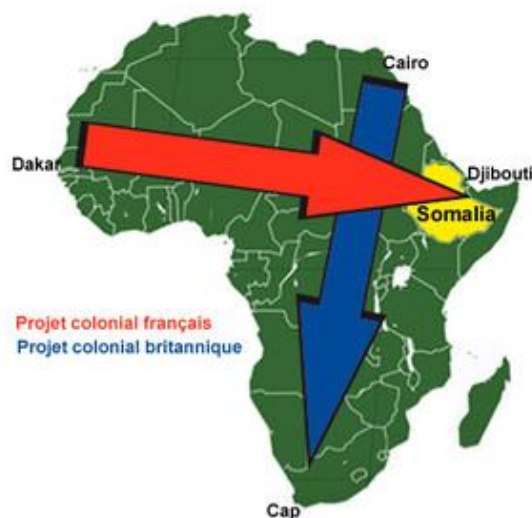 Cairo
Dakar
Djibouti
Somalia
Projet colonial français
Projet colonial britannique
Cap